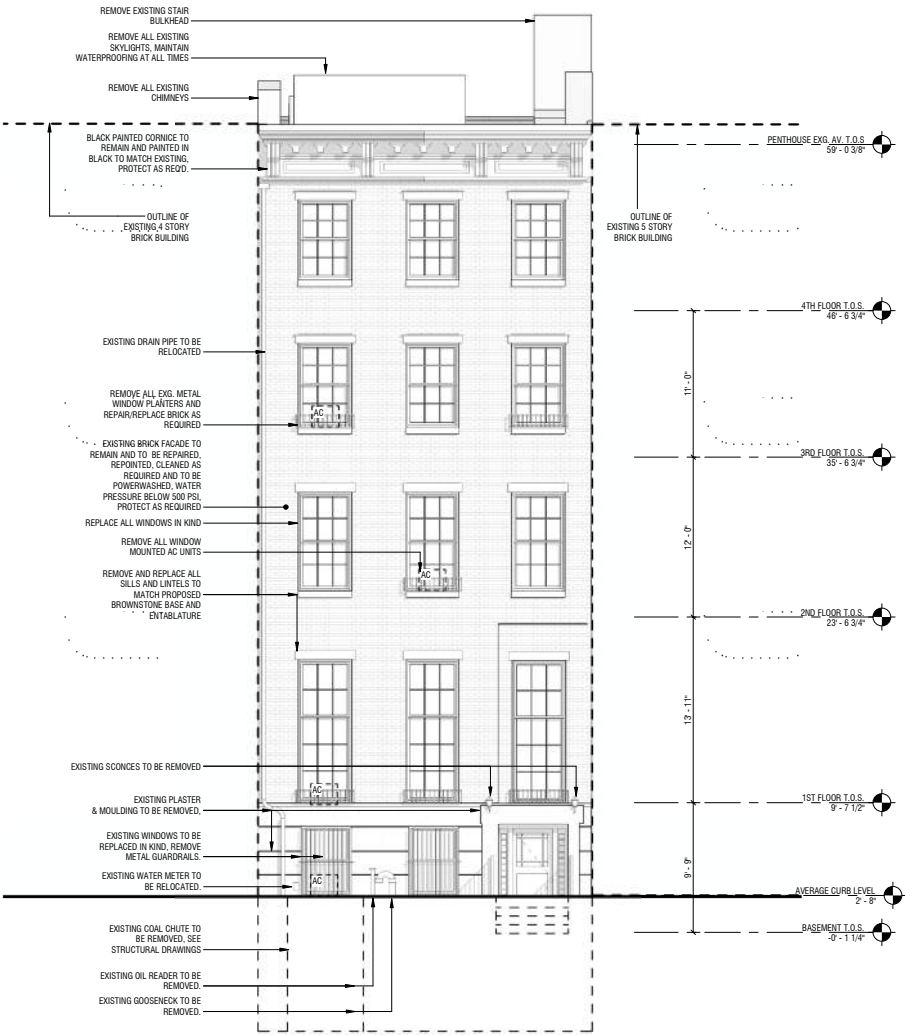 REMOVE EXISTING STAIR
BULKHEAD
REMOVE ALL EXISTING
SKYLIGHTS, MAINTAIN
WATERPROOFING AT ALL TIMES
REMOVE ALL EXISTING
CHIMNEYS
BLACK PAINTED CORNICE TO
REMAIN AND PAINTED IN
BLACK TO MATCH EXISTING,
PROTECT AS REQ'D.
OUTLINE OF
EXISTING 4 STORY
BRICK BUILDING
OUTLINE OF
EXISTING 5 STORY
BRICK BUILDING
PENTHOUSE EXG. AV. T.O.S
59' - 0 3/8"
4TH FLOOR T.O.S.
46' - 6 3/4"
EXISTING DRAIN PIPE TO BE
RELOCATED
11' - 0"
REMOVE ALL EXG. METAL
WINDOW PLANTERS AND
REPAIR/REPLACE BRICK AS
REQUIRED
AC
EXISTING BRICK FACADE TO
REMAIN AND TO BE REPAIRED,
REPOINTED, CLEANED AS
REQUIRED AND TO BE
POWERWASHED, WATER
PRESSURE BELOW 500 PSI,
PROTECT AS REQUIRED
3RD FLOOR T.O.S.
35' - 6 3/4"
REPLACE ALL WINDOWS IN KIND
12' - 0"
REMOVE ALL WINDOW
MOUNTED AC UNITS
AC
REMOVE AND REPLACE ALL
SILLS AND LINTELS TO
MATCH PROPOSED
BROWNSTONE BASE AND
ENTABLATURE
2ND FLOOR T.O.S.
23' - 6 3/4"
13' - 11"
EXISTING SCONCES TO BE REMOVED
AC
EXISTING PLASTER
& MOULDING TO BE REMOVED,
1ST FLOOR T.O.S.
9' - 7 1/2"
EXISTING WINDOWS TO BE
REPLACED IN KIND, REMOVE
METAL GUARDRAILS.
9' - 9"
EXISTING WATER METER TO
BE RELOCATED.
AC
AVERAGE CURB LEVEL
2' - 8"
EXISTING COAL CHUTE TO
BE REMOVED, SEE
STRUCTURAL DRAWINGS
BASEMENT T.O.S.
-0' - 1 1/4"
EXISTING OIL READER TO BE
REMOVED.
EXISTING GOOSENECK TO BE
REMOVED.